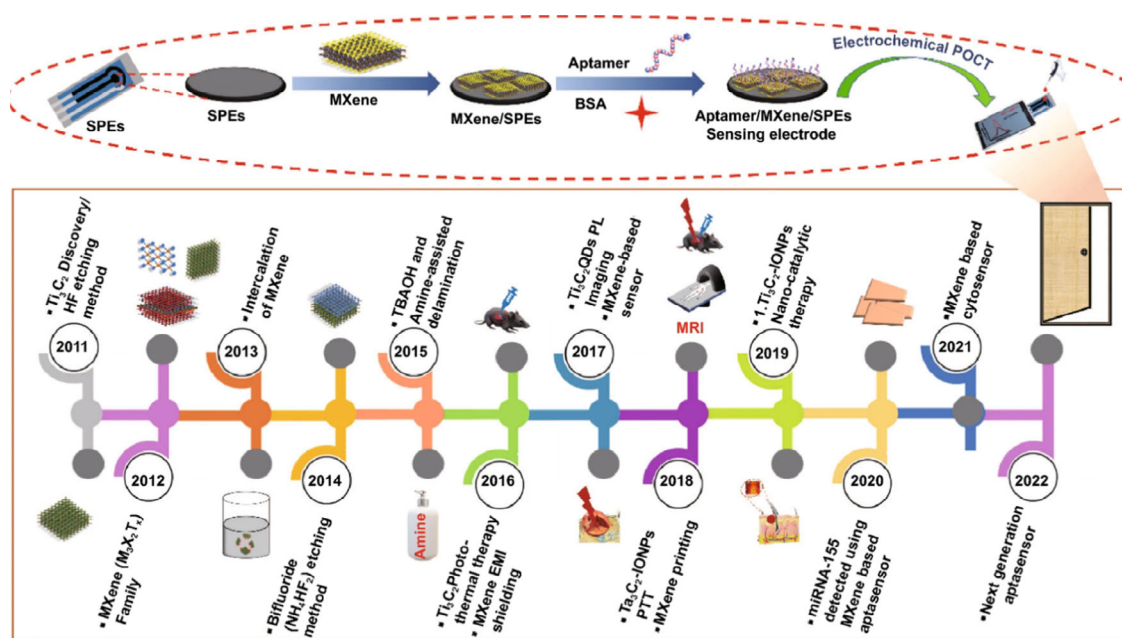 SPEs
SPEs
MXene
MXene/SPEs
Aptamer
BSA
Aptamer/MXene/SPEs
Sensing electrode
Electrochemical POCT
▪ Ti₃C₂ Discovery/
HF etching
method
2011
▪ MXene (M₃X₂Tₓ)
Family
2012
▪ Intercalation
of MXene
2013
▪ Bifluoride
(NH₄HF₂) etching
method
2014
▪ TBAOH and
Amine-assisted
delamination
2015
Amine
▪ Ti₃C₂Photo-
thermal therapy
▪ MXene EMI
shielding
2016
▪ Ti₃C₂QDs PL
Imaging
▪ MXene-based
sensor
2017
MRI
▪ Ta₃C₂-IONPs
PTT
▪ MXene printing
2018
▪ 1.Ti₃C₂-IONPs
Nano-catalytic
therapy
2019
▪ miRNA-155
detected using
MXene based
aptasensor
2020
▪ MXene based
cytosensor
2021
▪ Next generation
aptasensor
2022